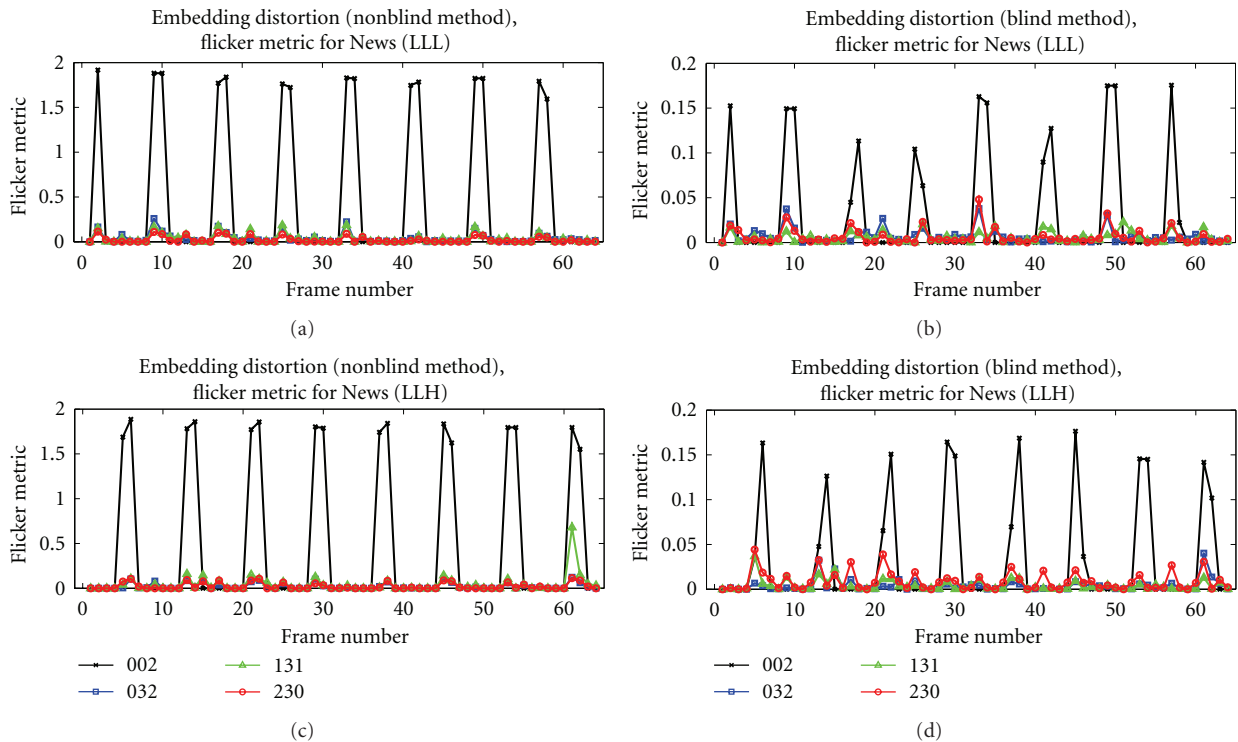 Embedding distortion (nonblind method),
flicker metric for News (LLL)
2
1.5
1
0.5
0
Flicker metric
0 10 20 30 40 50 60
Frame number
(a)
Embedding distortion (blind method),
flicker metric for News (LLL)
0.2
0.15
0.1
0.05
0
Flicker metric
0 10 20 30 40 50 60
Frame number
(b)
Embedding distortion (nonblind method),
flicker metric for News (LLH)
2
1.5
1
0.5
0
Flicker metric
0 10 20 30 40 50 60
Frame number
002 131
032 230
(c)
Embedding distortion (blind method),
flicker metric for News (LLH)
0.2
0.15
0.1
0.05
0
Flicker metric
0 10 20 30 40 50 60
Frame number
002 131
032 230
(d)